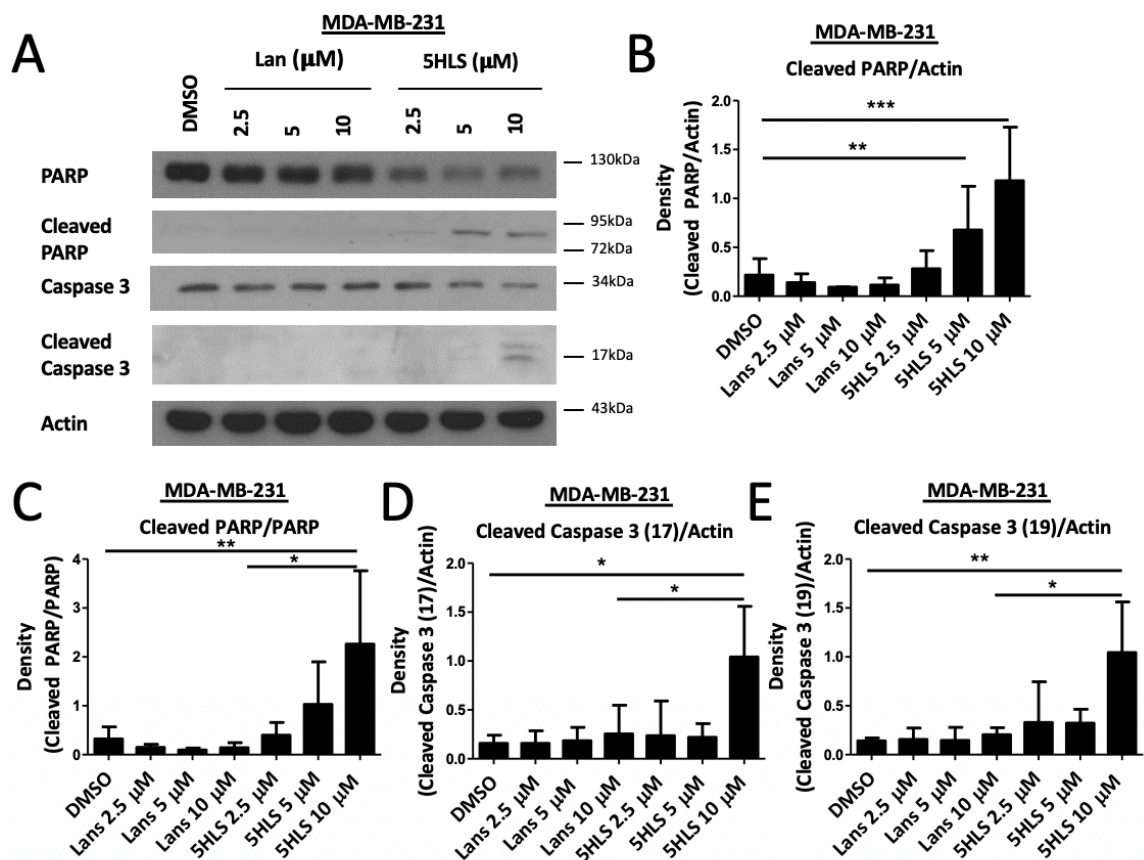 A
MDA-MB-231
Lan (μM)
5HLS (μM)
DMSO
2.5
5
10
2.5
5
10
PARP
130kDa
Cleaved
PARP
95kDa
72kDa
Caspase 3
34kDa
Cleaved
Caspase 3
17kDa
Actin
43kDa
B
MDA-MB-231
Cleaved PARP/Actin
Density
(Cleaved PARP/Actin)
2.0
1.5
1.0
0.5
0.0
***
**
DMSO
Lans 2.5 μM
Lans 5 μM
Lans 10 μM
5HLS 2.5 μM
5HLS 5 μM
5HLS 10 μM
C
MDA-MB-231
Cleaved PARP/PARP
Density
(Cleaved PARP/PARP)
4
3
2
1
0
**
*
DMSO
Lans 2.5 μM
Lans 5 μM
Lans 10 μM
5HLS 2.5 μM
5HLS 5 μM
5HLS 10 μM
D
MDA-MB-231
Cleaved Caspase 3 (17)/Actin
Density
(Cleaved Caspase 3 (17)/Actin)
2.0
1.5
1.0
0.5
0.0
*
*
DMSO
Lans 2.5 μM
Lans 5 μM
Lans 10 μM
5HLS 2.5 μM
5HLS 5 μM
5HLS 10 μM
E
MDA-MB-231
Cleaved Caspase 3 (19)/Actin
Density
(Cleaved Caspase 3 (19)/Actin)
2.0
1.5
1.0
0.5
0.0
**
*
DMSO
Lans 2.5 μM
Lans 5 μM
Lans 10 μM
5HLS 2.5 μM
5HLS 5 μM
5HLS 10 μM